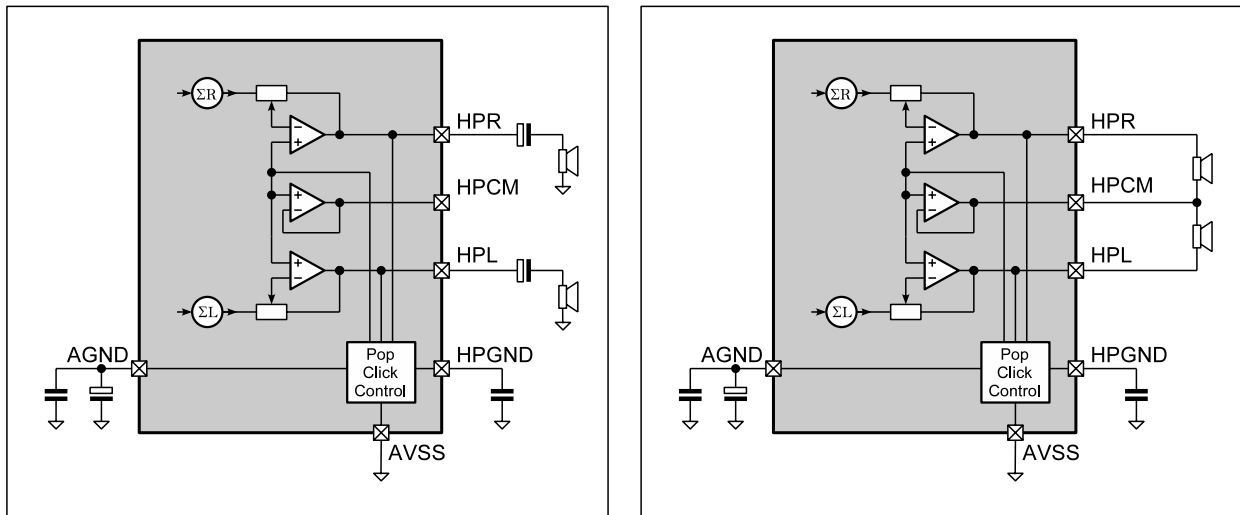 ΣR
−
+
HPR
+
−
HPCM
+
−
HPL
ΣL
AGND
Pop
Click
Control
HPGND
AVSS
ΣR
−
+
HPR
+
−
HPCM
+
−
HPL
ΣL
AGND
Pop
Click
Control
HPGND
AVSS